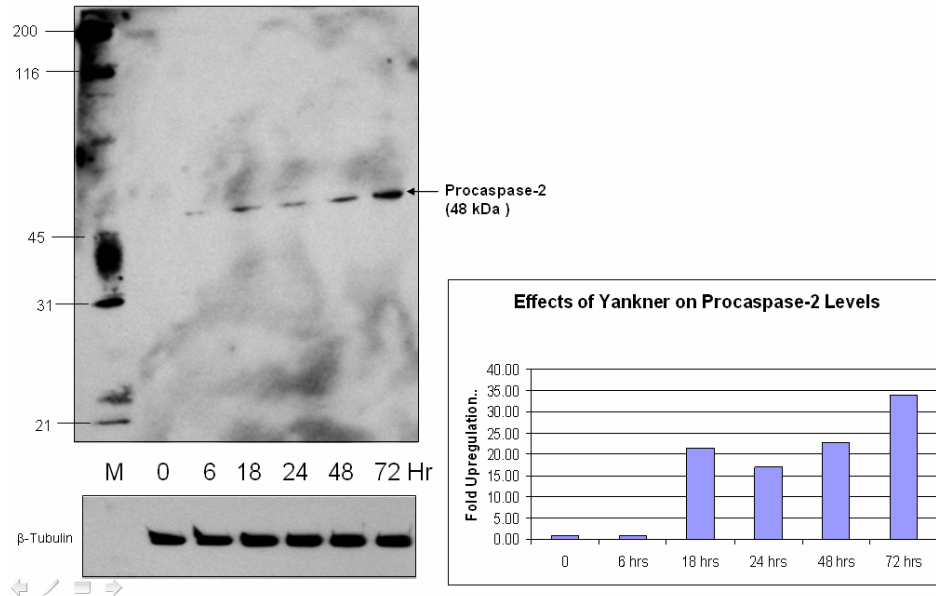 200
116
Procaspase-2
(48 kDa )
45
31
21
M 0 6 18 24 48 72 Hr
β-Tubulin
Effects of Yankner on Procaspase-2 Levels
Fold Upregulation..
40.00
35.00
30.00
25.00
20.00
15.00
10.00
5.00
0.00
0 6 hrs 18 hrs 24 hrs 48 hrs 72 hrs